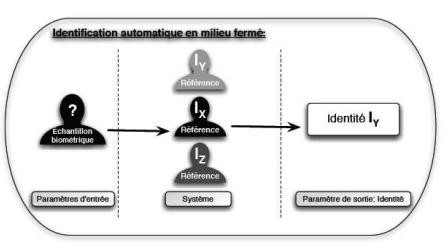 Identification automatique en milieu fermé:
I_Y
Référence
?
Echantillon
biométrique
I_X
Référence
Identité I_Y
I_Z
Référence
Paramètres d'entrée
Système
Paramètre de sortie: Identité